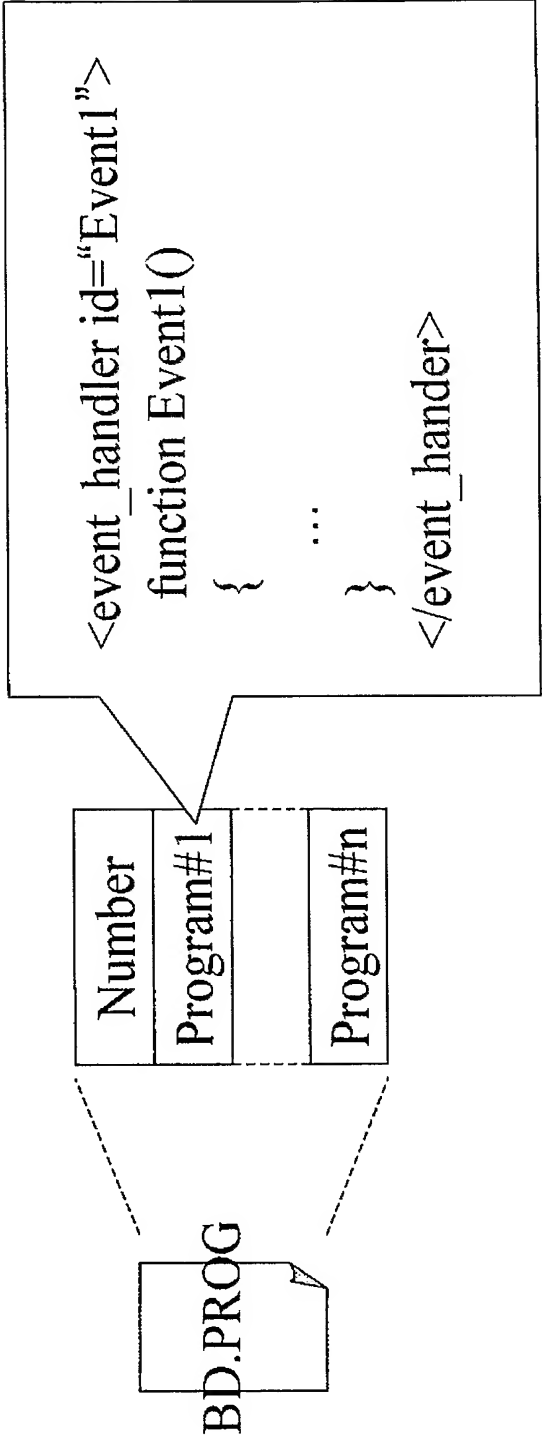 BD.PROG
Number
Program#1
Program#n
<event_handler id=“Event1”>
function Event1()
{
...
}
</event_hander>